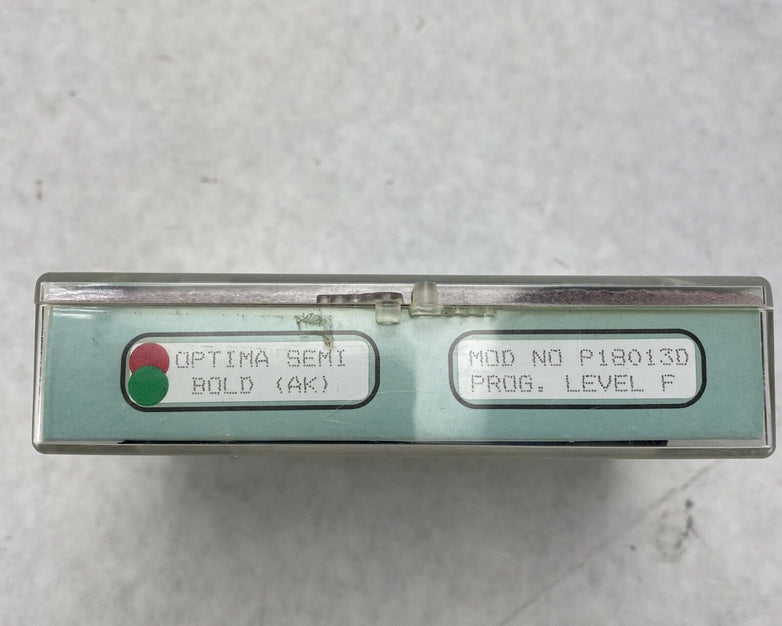 OPTIMA SEMI
BOLD (AK)
MOD NO P18013D
PROG. LEVEL F